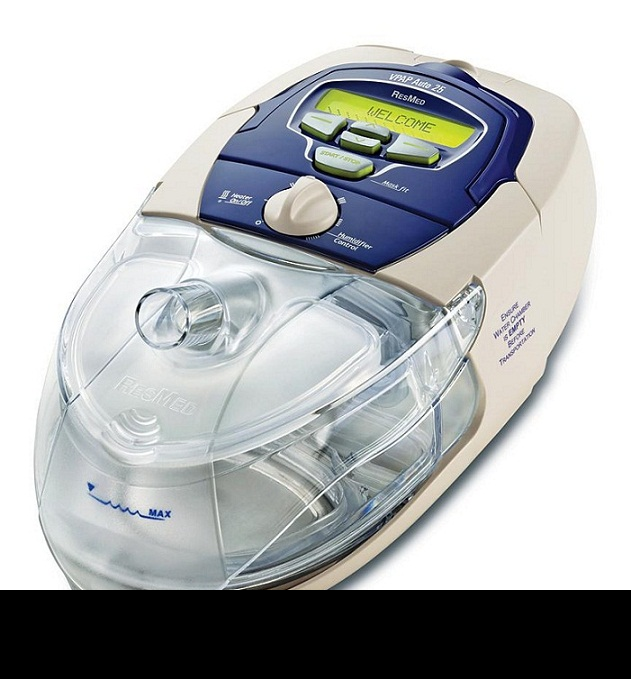 VPAP Auto 25
RESMED
WELCOME
START / STOP
Mask fit
Heater
On/Off
Humidifier
Control
ENSURE
WATER CHAMBER
IS EMPTY
BEFORE
TRANSPORTATION
RESMED
MAX